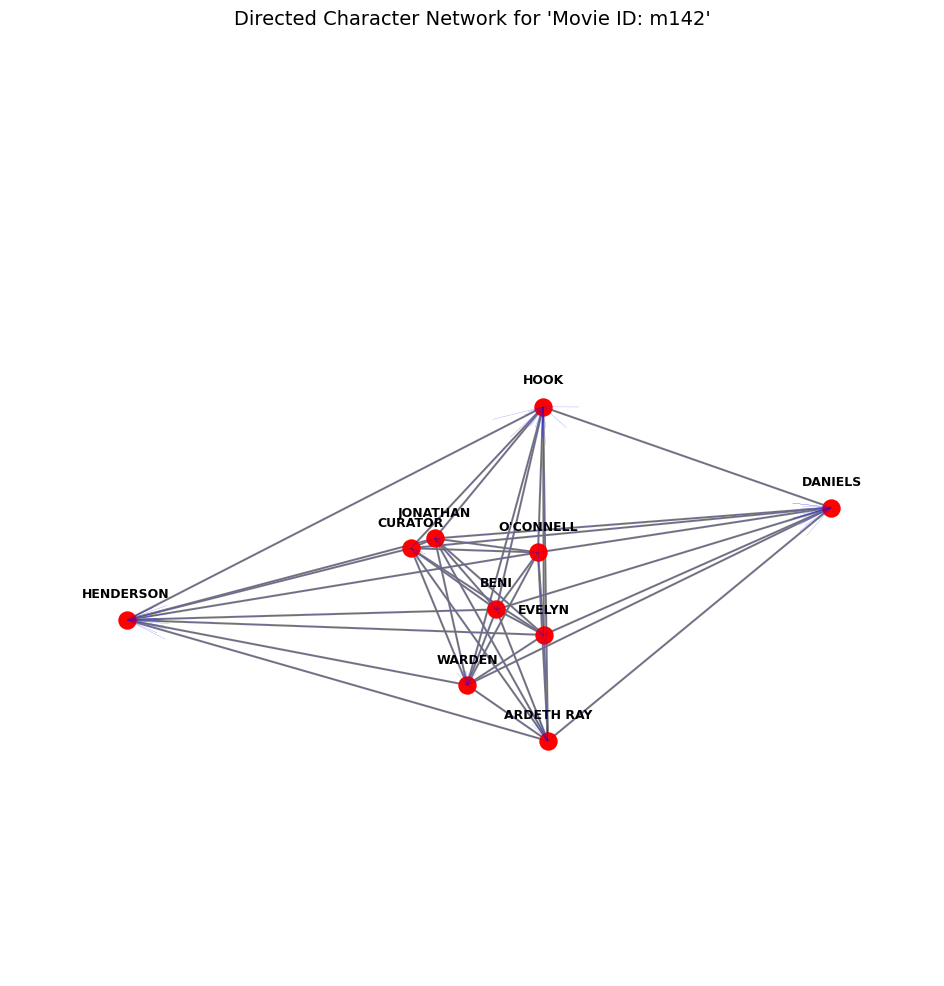 Directed Character Network for 'Movie ID: m142'
HOOK
DANIELS
JONATHAN
CURATOR
O'CONNELL
BENI
HENDERSON
EVELYN
WARDEN
ARDETH RAY